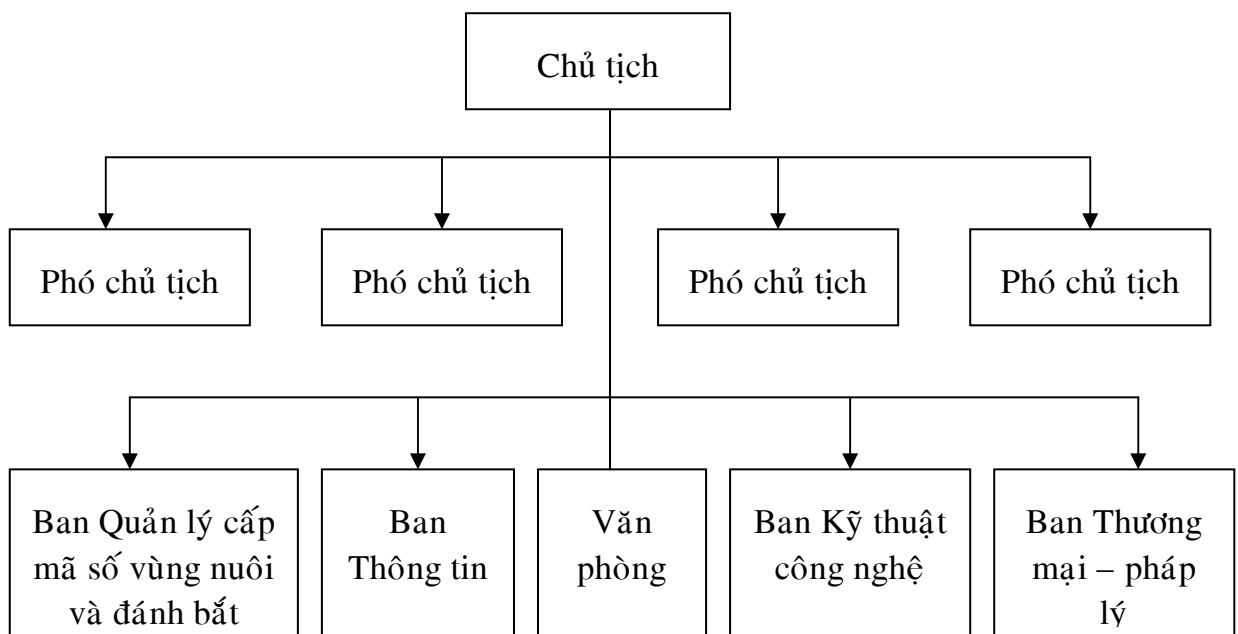 Chủ tịch
Phó chủ tịch
Phó chủ tịch
Phó chủ tịch
Phó chủ tịch
Ban Quản lý cấp
mã số vùng nuôi
và đánh bắt
Ban
Thông tin
Văn
phòng
Ban Kỹ thuật
công nghệ
Ban Thương
mại – pháp
lý